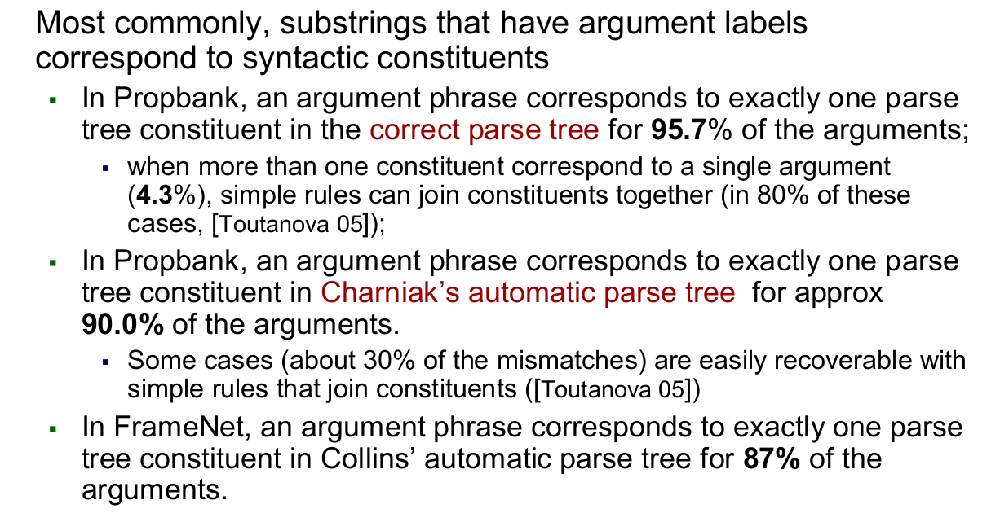 Most commonly, substrings that have argument labels
correspond to syntactic constituents
▪ In Propbank, an argument phrase corresponds to exactly one parse
tree constituent in the correct parse tree for 95.7% of the arguments;
▪ when more than one constituent correspond to a single argument
(4.3%), simple rules can join constituents together (in 80% of these
cases, [Toutanova 05]);
▪ In Propbank, an argument phrase corresponds to exactly one parse
tree constituent in Charniak’s automatic parse tree for approx
90.0% of the arguments.
▪ Some cases (about 30% of the mismatches) are easily recoverable with
simple rules that join constituents ([Toutanova 05])
▪ In FrameNet, an argument phrase corresponds to exactly one parse
tree constituent in Collins’ automatic parse tree for 87% of the
arguments.